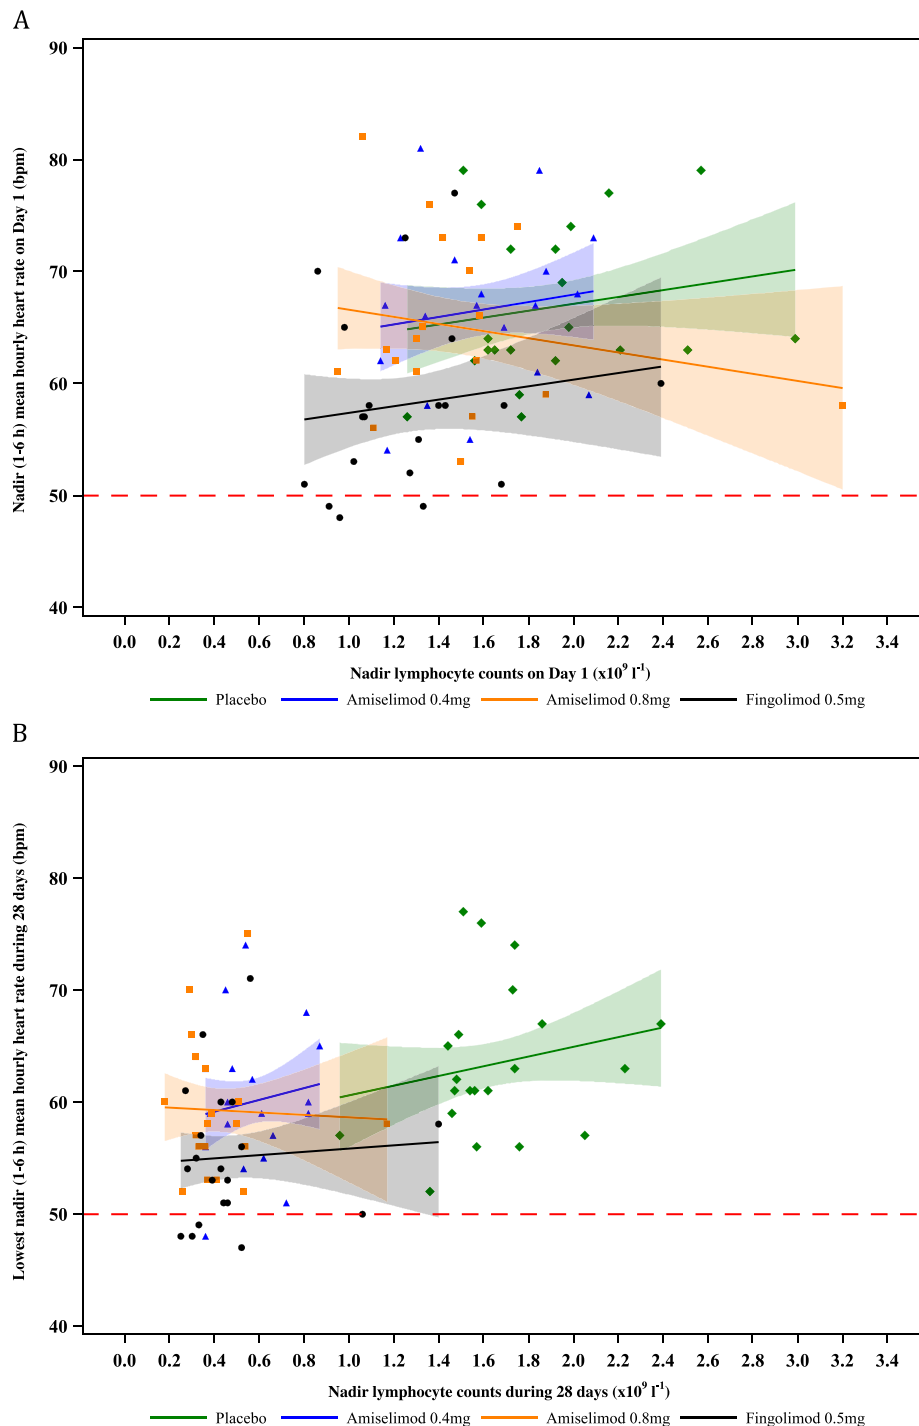 A
90
80
70
60
50
40
Nadir (1-6 h) mean hourly heart rate on Day 1 (bpm)
0.0 0.2 0.4 0.6 0.8 1.0 1.2 1.4 1.6 1.8 2.0 2.2 2.4 2.6 2.8 3.0 3.2 3.4
Nadir lymphocyte counts on Day 1 (x10⁹ l⁻¹)
Placebo Amiselimod 0.4mg Amiselimod 0.8mg Fingolimod 0.5mg
B
90
80
70
60
50
40
Lowest nadir (1-6 h) mean hourly heart rate during 28 days (bpm)
0.0 0.2 0.4 0.6 0.8 1.0 1.2 1.4 1.6 1.8 2.0 2.2 2.4 2.6 2.8 3.0 3.2 3.4
Nadir lymphocyte counts during 28 days (x10⁹ l⁻¹)
Placebo Amiselimod 0.4mg Amiselimod 0.8mg Fingolimod 0.5mg